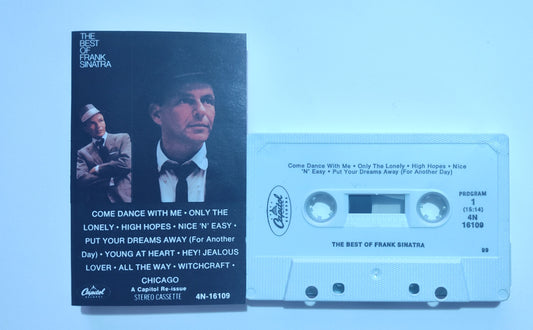 THE
BEST
OF
FRANK
SINATRA
COME DANCE WITH ME • ONLY THE
LONELY • HIGH HOPES • NICE 'N' EASY •
PUT YOUR DREAMS AWAY (For Another
Day) • YOUNG AT HEART • HEY! JEALOUS
LOVER • ALL THE WAY • WITCHCRAFT •
CHICAGO
Capitol
RECORDS
A Capitol Re-issue
STEREO CASSETTE
4N-16109
Come Dance With Me • Only The Lonely • High Hopes • Nice
'N' Easy • Put Your Dreams Away (For Another Day)
Capitol
RECORDS
PROGRAM
1
(15:14)
4N
16109
THE BEST OF FRANK SINATRA
99